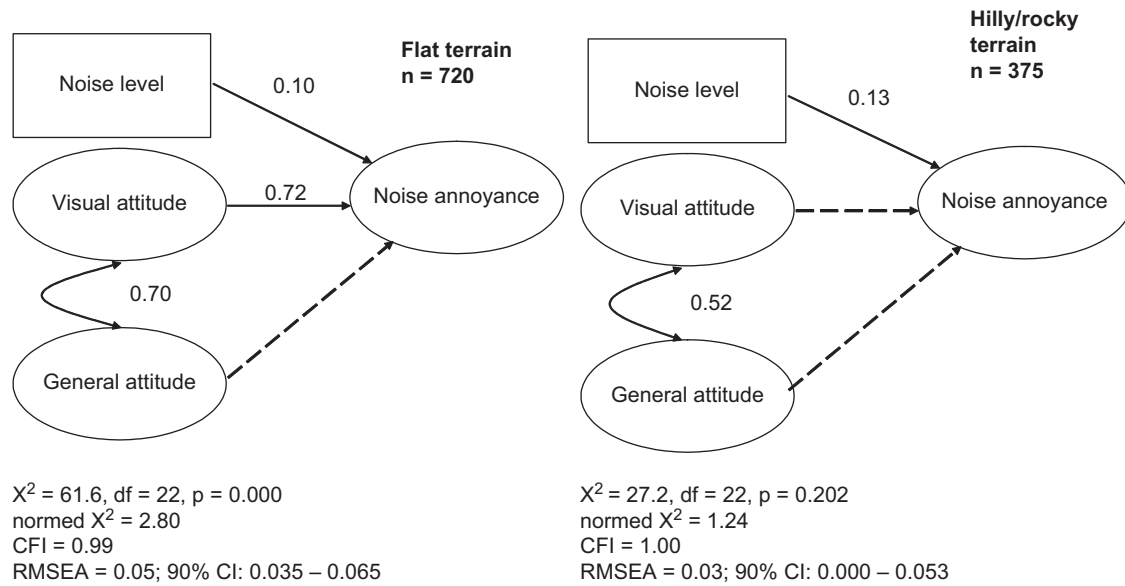 Flat terrain
n = 720
Noise level
0.10
Visual attitude
0.72
Noise annoyance
0.70
General attitude
X² = 61.6, df = 22, p = 0.000
normed X² = 2.80
CFI = 0.99
RMSEA = 0.05; 90% CI: 0.035 – 0.065
Hilly/rocky
terrain
n = 375
Noise level
0.13
Visual attitude
Noise annoyance
0.52
General attitude
X² = 27.2, df = 22, p = 0.202
normed X² = 1.24
CFI = 1.00
RMSEA = 0.03; 90% CI: 0.000 – 0.053